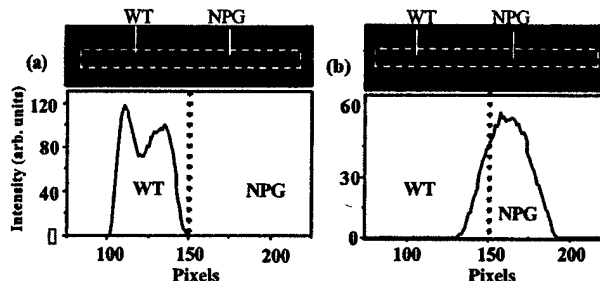 WT NPG WT NPG
(a) (b)
Intensity (arb. units)
120
80
40
0
WT NPG
100 150 200
Pixels
60
30
0
WT NPG
100 150 200
Pixels